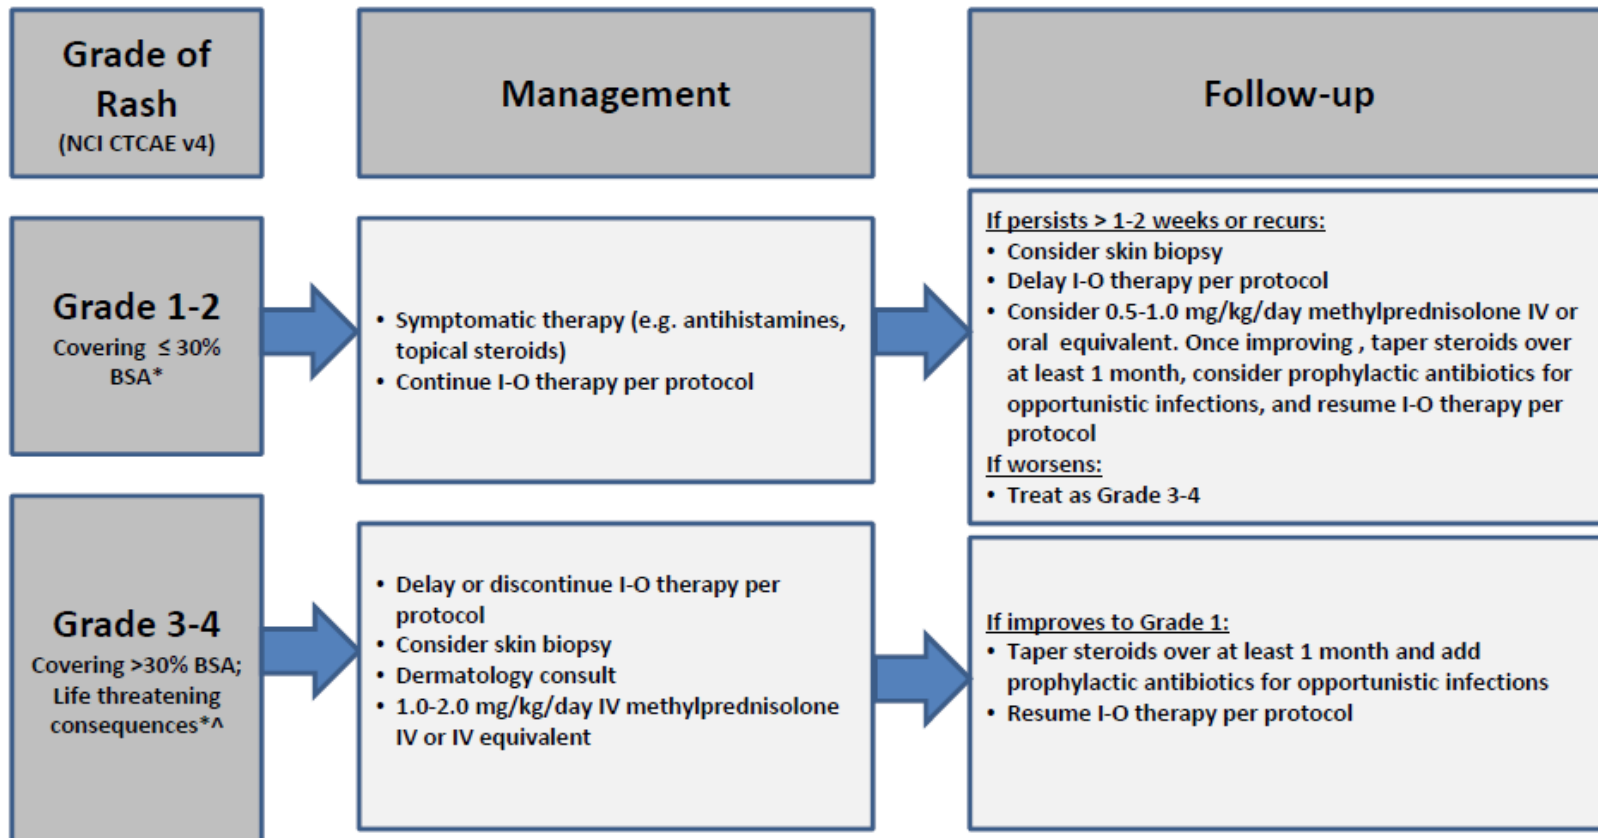 Grade of
Rash
(NCI CTCAE v4)
Management
Follow-up
Grade 1-2
Covering ≤ 30%
BSA*
• Symptomatic therapy (e.g. antihistamines,
topical steroids)
• Continue I-O therapy per protocol
If persists > 1-2 weeks or recurs:
• Consider skin biopsy
• Delay I-O therapy per protocol
• Consider 0.5-1.0 mg/kg/day methylprednisolone IV or
oral equivalent. Once improving , taper steroids over
at least 1 month, consider prophylactic antibiotics for
opportunistic infections, and resume I-O therapy per
protocol
If worsens:
• Treat as Grade 3-4
Grade 3-4
Covering >30% BSA;
Life threatening
consequences*^
• Delay or discontinue I-O therapy per
protocol
• Consider skin biopsy
• Dermatology consult
• 1.0-2.0 mg/kg/day IV methylprednisolone
IV or IV equivalent
If improves to Grade 1:
• Taper steroids over at least 1 month and add
prophylactic antibiotics for opportunistic infections
• Resume I-O therapy per protocol